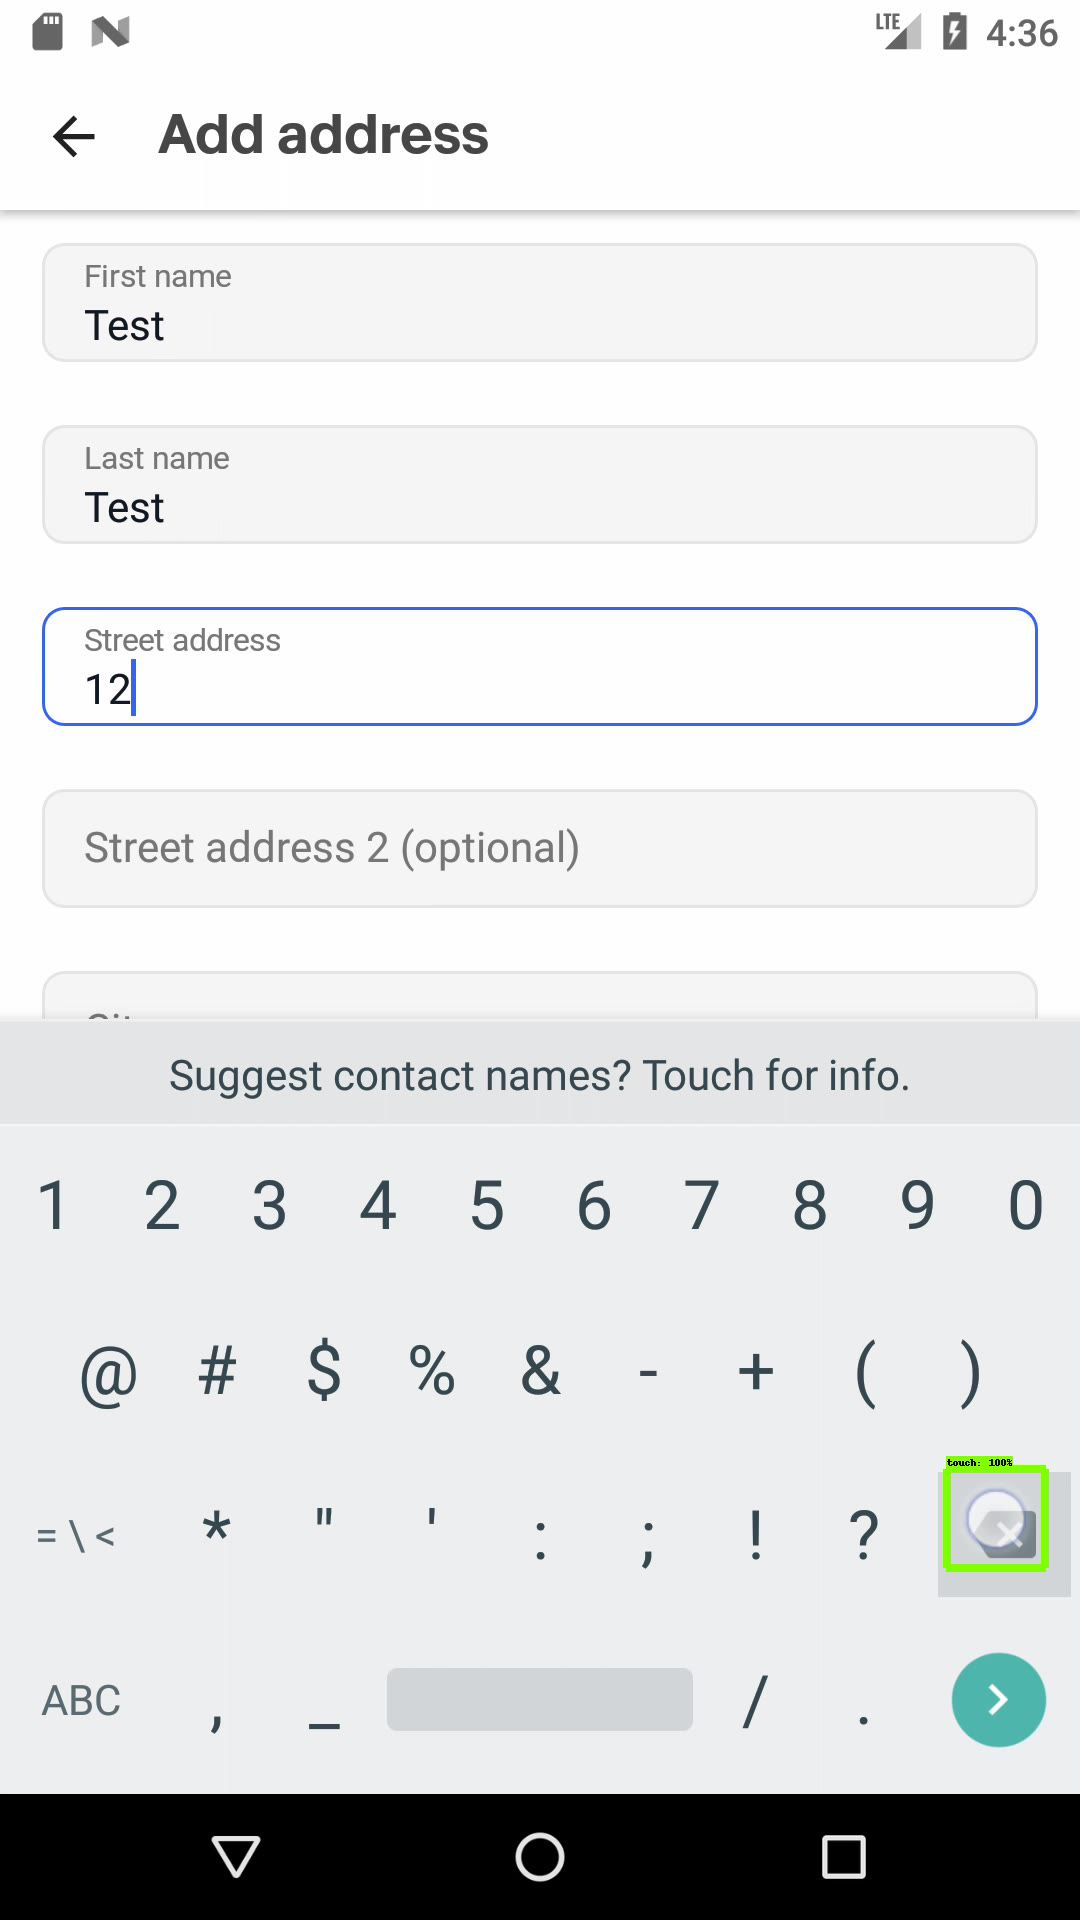 LTE 4:36
Add address
First name
Test
Last name
Test
Street address
12
Street address 2 (optional)
Suggest contact names? Touch for info.
1 2 3 4 5 6 7 8 9 0
@ # $ % & - + ( )
touch: 100%
= \ < * " ' : ; ! ?
ABC , _ / .